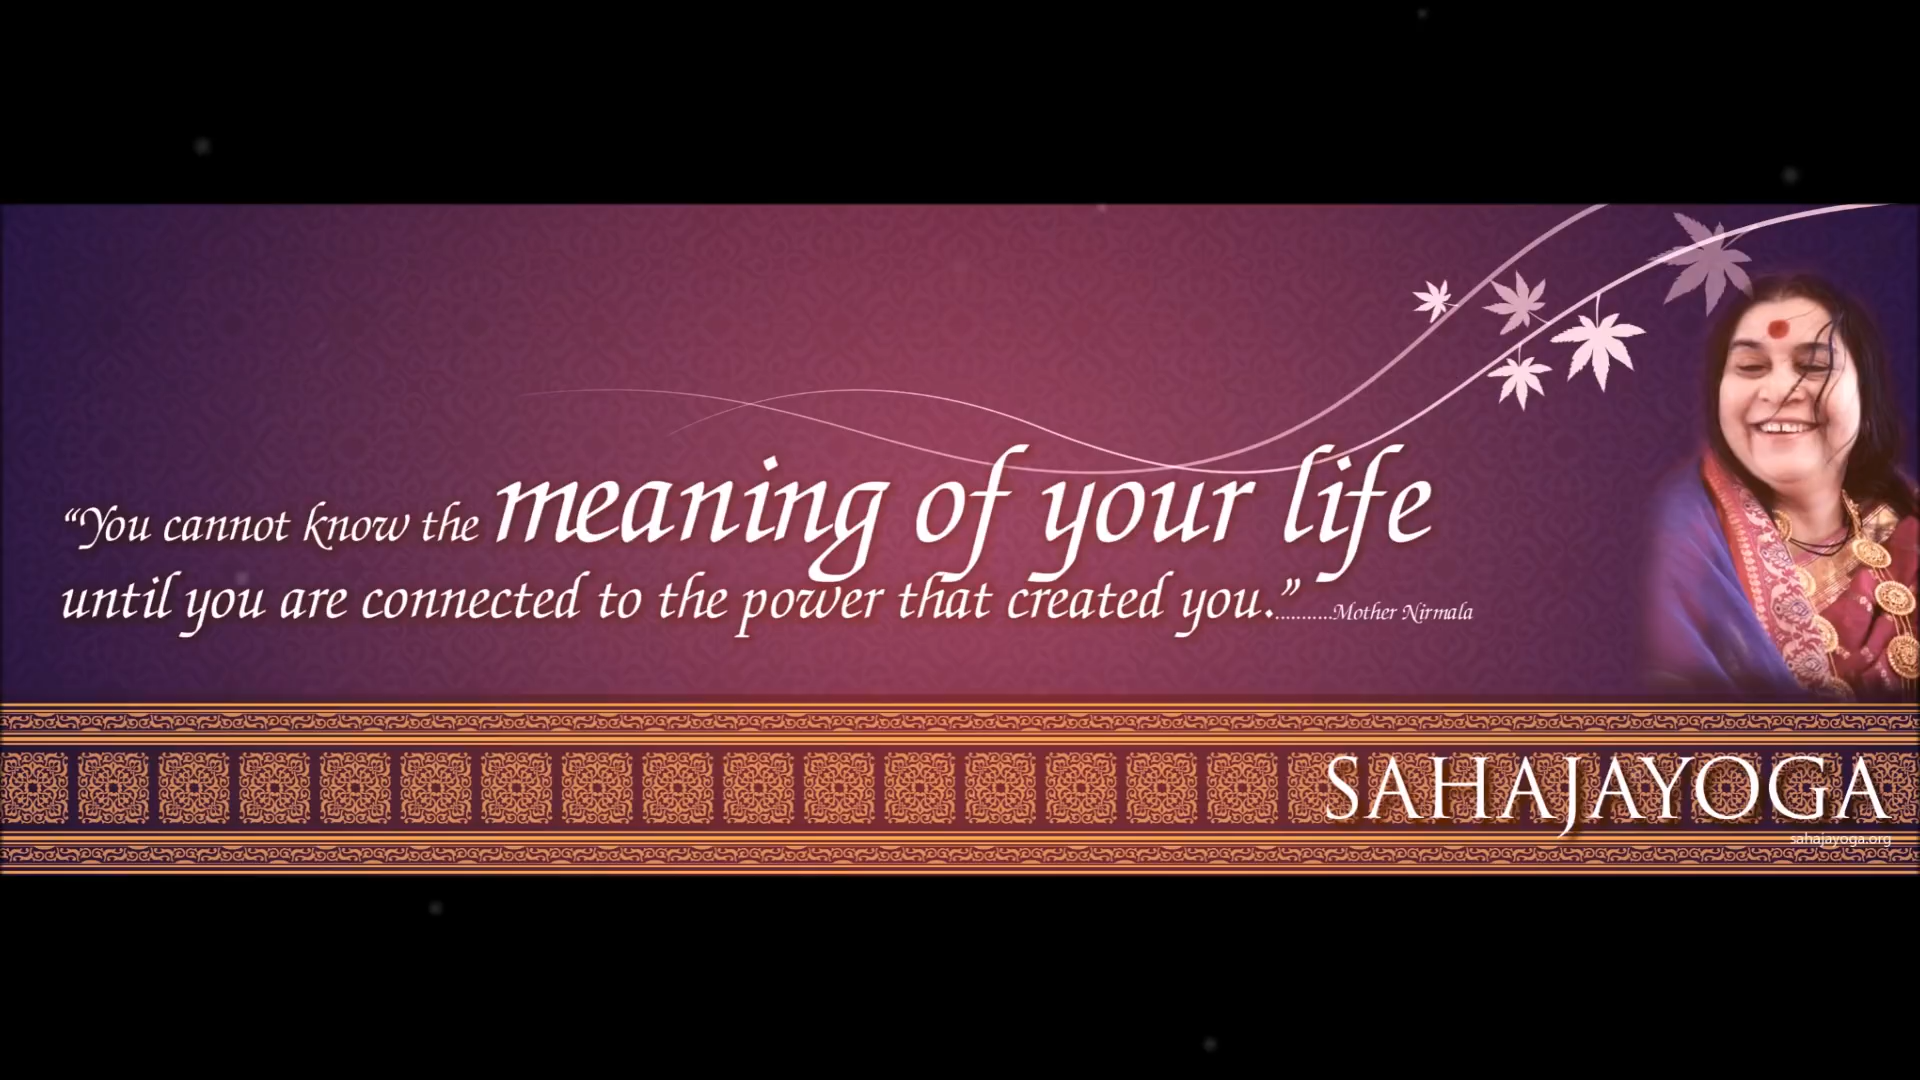 “You cannot know the meaning of your life
until you are connected to the power that created you.”...........Mother Nirmala
SAHAJAYOGA
sahajayoga.org